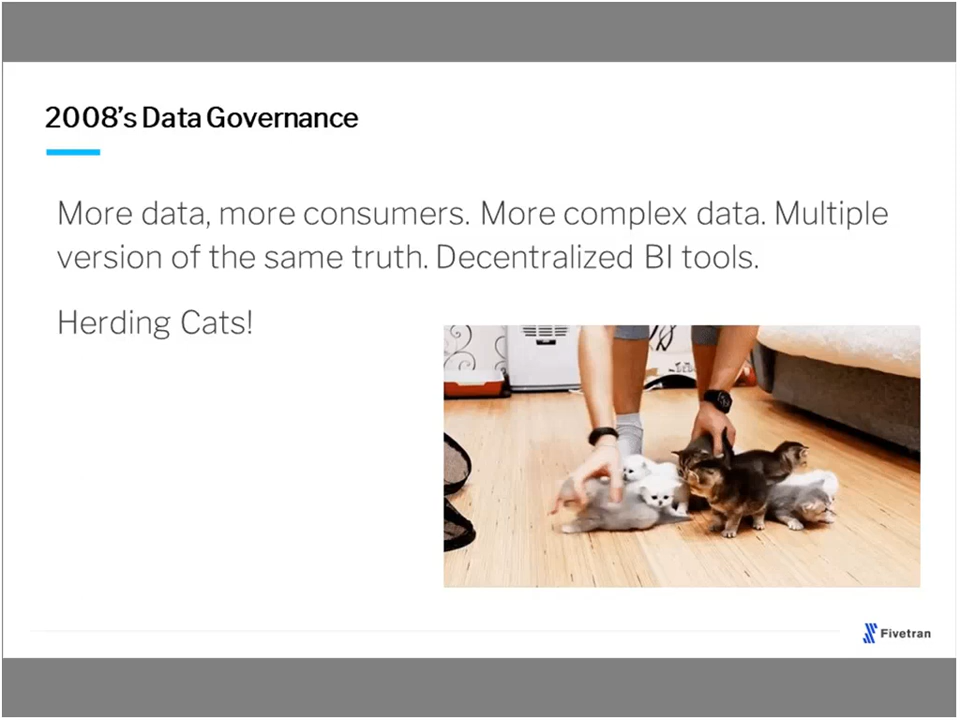 2008's Data Governance
More data, more consumers. More complex data. Multiple
version of the same truth. Decentralized BI tools.
Herding Cats!
Fivetran